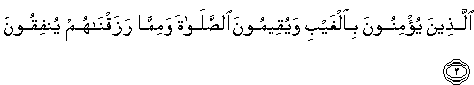 ٱلَّذِينَ يُؤْمِنُونَ بِٱلْغَيْبِ وَيُقِيمُونَ ٱلصَّلَوٰةَ وَمِمَّا رَزَقْنَـٰهُمْ يُنفِقُونَ
٣